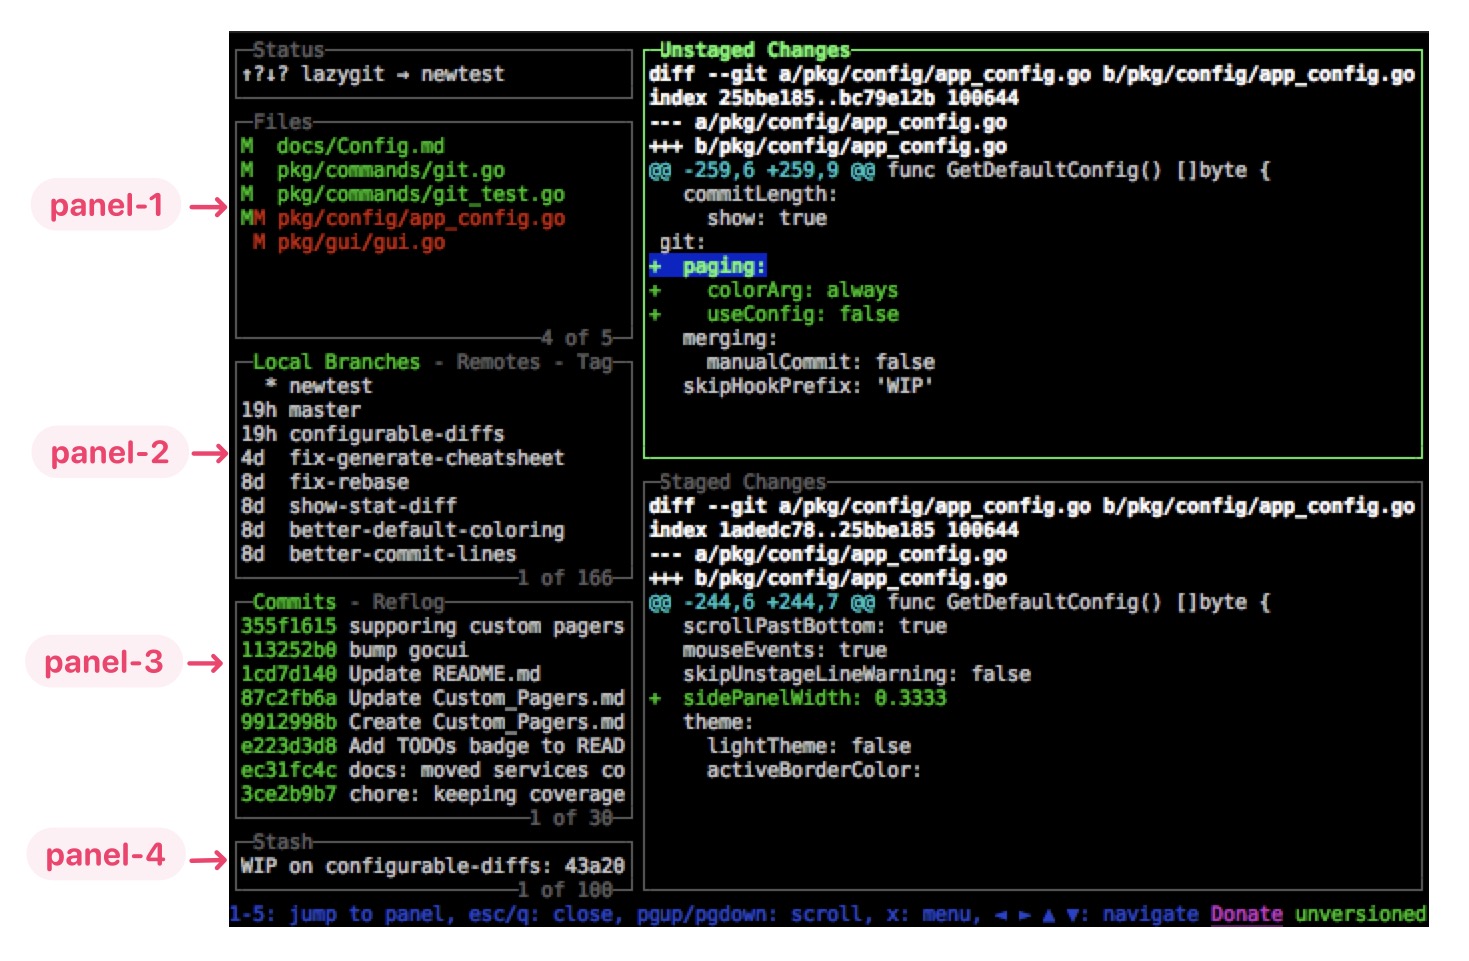 Status
↑?↓? lazygit → newtest
panel-1
Files
M docs/Config.md
M pkg/commands/git.go
M pkg/commands/git_test.go
MM pkg/config/app_config.go
 M pkg/gui/gui.go
4 of 5
panel-2
Local Branches - Remotes - Tag
* newtest
19h master
19h configurable-diffs
4d fix-generate-cheatsheet
8d fix-rebase
8d show-stat-diff
8d better-default-coloring
8d better-commit-lines
1 of 166
panel-3
Commits - Reflog
355f1615 supporing custom pagers
113252b0 bump gocui
1cd7d140 Update README.md
87c2fb6a Update Custom_Pagers.md
9912998b Create Custom_Pagers.md
e223d3d8 Add TODOs badge to READ
ec31fc4c docs: moved services co
3ce2b9b7 chore: keeping coverage
1 of 30
panel-4
Stash
WIP on configurable-diffs: 43a20
1 of 100
Unstaged Changes
diff --git a/pkg/config/app_config.go b/pkg/config/app_config.go
index 25bbe185..bc79e12b 100644
--- a/pkg/config/app_config.go
+++ b/pkg/config/app_config.go
@@ -259,6 +259,9 @@ func GetDefaultConfig() []byte {
commitLength:
show: true
git:
+ paging:
+ colorArg: always
+ useConfig: false
merging:
manualCommit: false
skipHookPrefix: 'WIP'
Staged Changes
diff --git a/pkg/config/app_config.go b/pkg/config/app_config.go
index 1adedc78..25bbe185 100644
--- a/pkg/config/app_config.go
+++ b/pkg/config/app_config.go
@@ -244,6 +244,7 @@ func GetDefaultConfig() []byte {
scrollPastBottom: true
mouseEvents: true
skipUnstageLineWarning: false
+ sidePanelWidth: 0.3333
theme:
lightTheme: false
activeBorderColor:
1-5: jump to panel, esc/q: close, pgup/pgdown: scroll, x: menu, ◄ ► ▲ ▼: navigate Donate unversioned